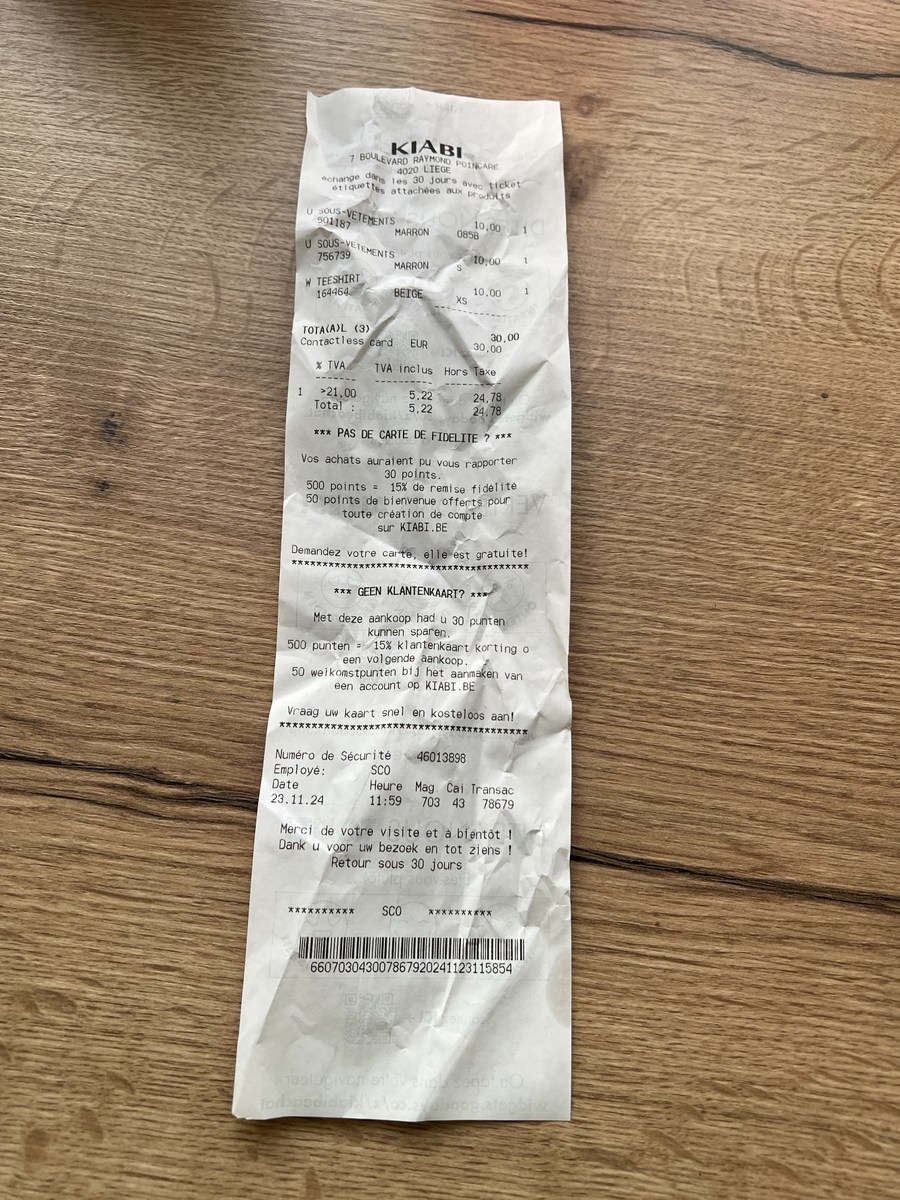 KIABI
7 BOULEVARD RAYMOND POINCARE
4020 LIEGE
echange dans les 30 jours avec ticket
étiquettes attachées aux produits
U SOUS-VETEMENTS 10,00 1
501187 MARRON 085B
U SOUS-VETEMENTS 10,00 1
756739 MARRON S
W TEESHIRT 10,00 1
164464 BEIGE XS
------------
TOTA(A)L (3) 30,00
Contactless card EUR 30,00
% TVA TVA inclus Hors Taxe
------- --------- ---------
1 >21,00 5,22 24,78
Total : 5,22 24,78
*** PAS DE CARTE DE FIDELITE ? ***
Vos achats auraient pu vous rapporter
30 points.
500 points = 15% de remise fidélité
50 points de bienvenue offerts pour
toute création de compte
sur KIABI.BE
Demandez votre carte, elle est gratuite!
****************************************
*** GEEN KLANTENKAART? ***
Met deze aankoop had u 30 punten
kunnen sparen.
500 punten = 15% klantenkaart korting o
een volgende aankoop.
50 welkomstpunten bij het aanmaken van
een account op KIABI.BE
Vraag uw kaart snel en kosteloos aan!
****************************************
Numéro de Sécurité 46013898
Employé: SCO
Date Heure Mag Cai Transac
23.11.24 11:59 703 43 78679
Merci de votre visite et à bientôt !
Dank u voor uw bezoek en tot ziens !
Retour sous 30 jours
********** SCO **********
66070304300786792024112311585​4